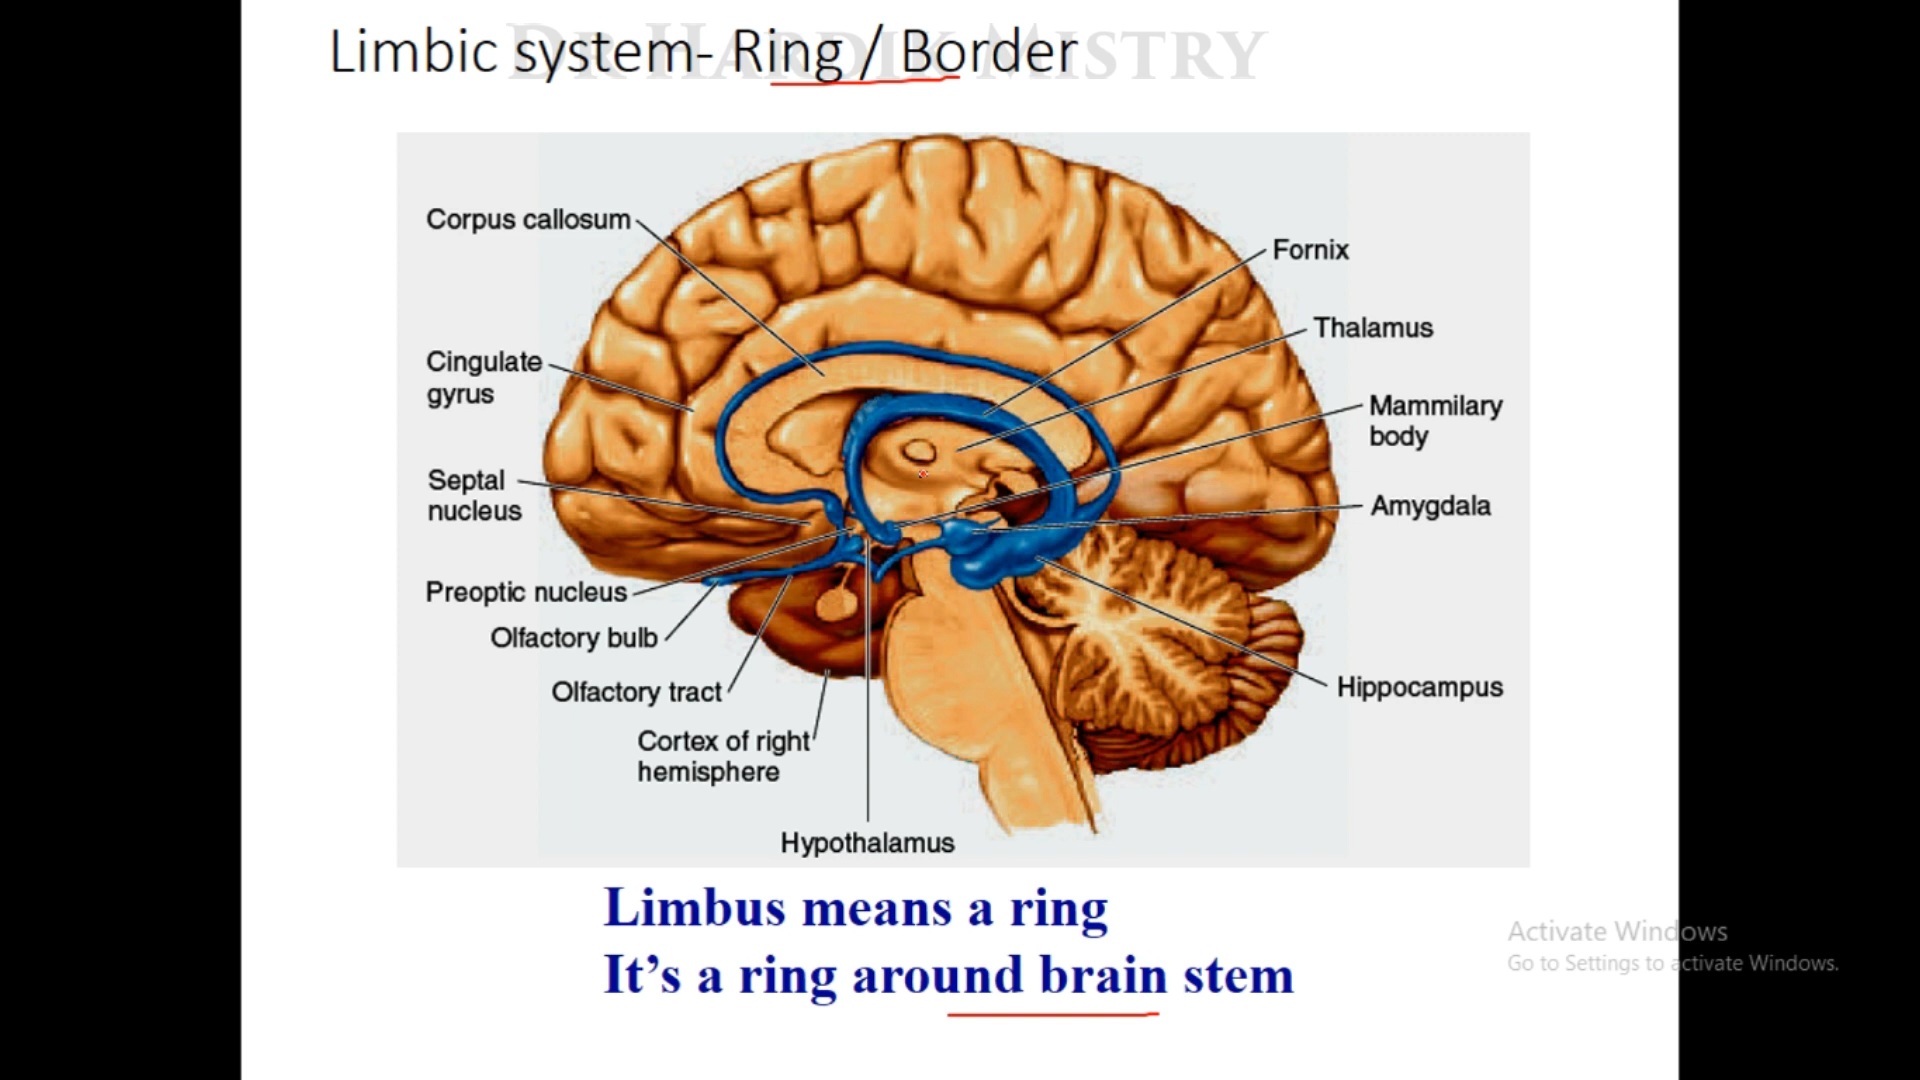 DR HARDIK MISTRY
Limbic system- Ring / Border
Corpus callosum
Fornix
Thalamus
Cingulate
gyrus
Mammilary
body
Septal
nucleus
Amygdala
Preoptic nucleus
Olfactory bulb
Olfactory tract
Hippocampus
Cortex of right
hemisphere
Hypothalamus
Limbus means a ring
It’s a ring around brain stem
Activate Windows
Go to Settings to activate Windows.